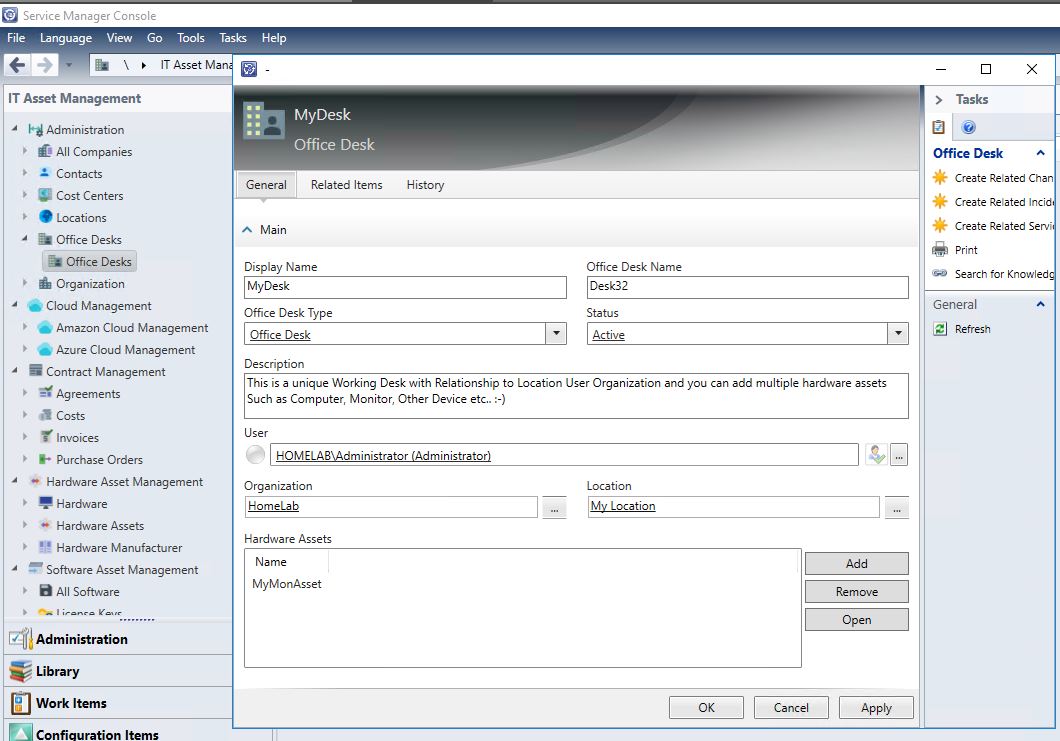 Service Manager Console
File Language View Go Tools Tasks Help
\ IT Asset Mana
IT Asset Management
Administration
All Companies
Contacts
Cost Centers
Locations
Office Desks
Office Desks
Organization
Cloud Management
Amazon Cloud Management
Azure Cloud Management
Contract Management
Agreements
Costs
Invoices
Purchase Orders
Hardware Asset Management
Hardware
Hardware Assets
Hardware Manufacturer
Software Asset Management
All Software
License Keys
Administration
Library
Work Items
Configuration Items
-
MyDesk
Office Desk
General Related Items History
Main
Display Name Office Desk Name
MyDesk Desk32
Office Desk Type Status
Office Desk Active
Description
This is a unique Working Desk with Relationship to Location User Organization and you can add multiple hardware assets
Such as Computer, Monitor, Other Device etc.. :-)
User
HOMELAB\Administrator (Administrator) ...
Organization Location
HomeLab ... My Location ...
Hardware Assets
Name
MyMonAsset
Add
Remove
Open
OK Cancel Apply
Tasks
Office Desk
Create Related Chan
Create Related Incide
Create Related Servi
Print
Search for Knowledg
General
Refresh